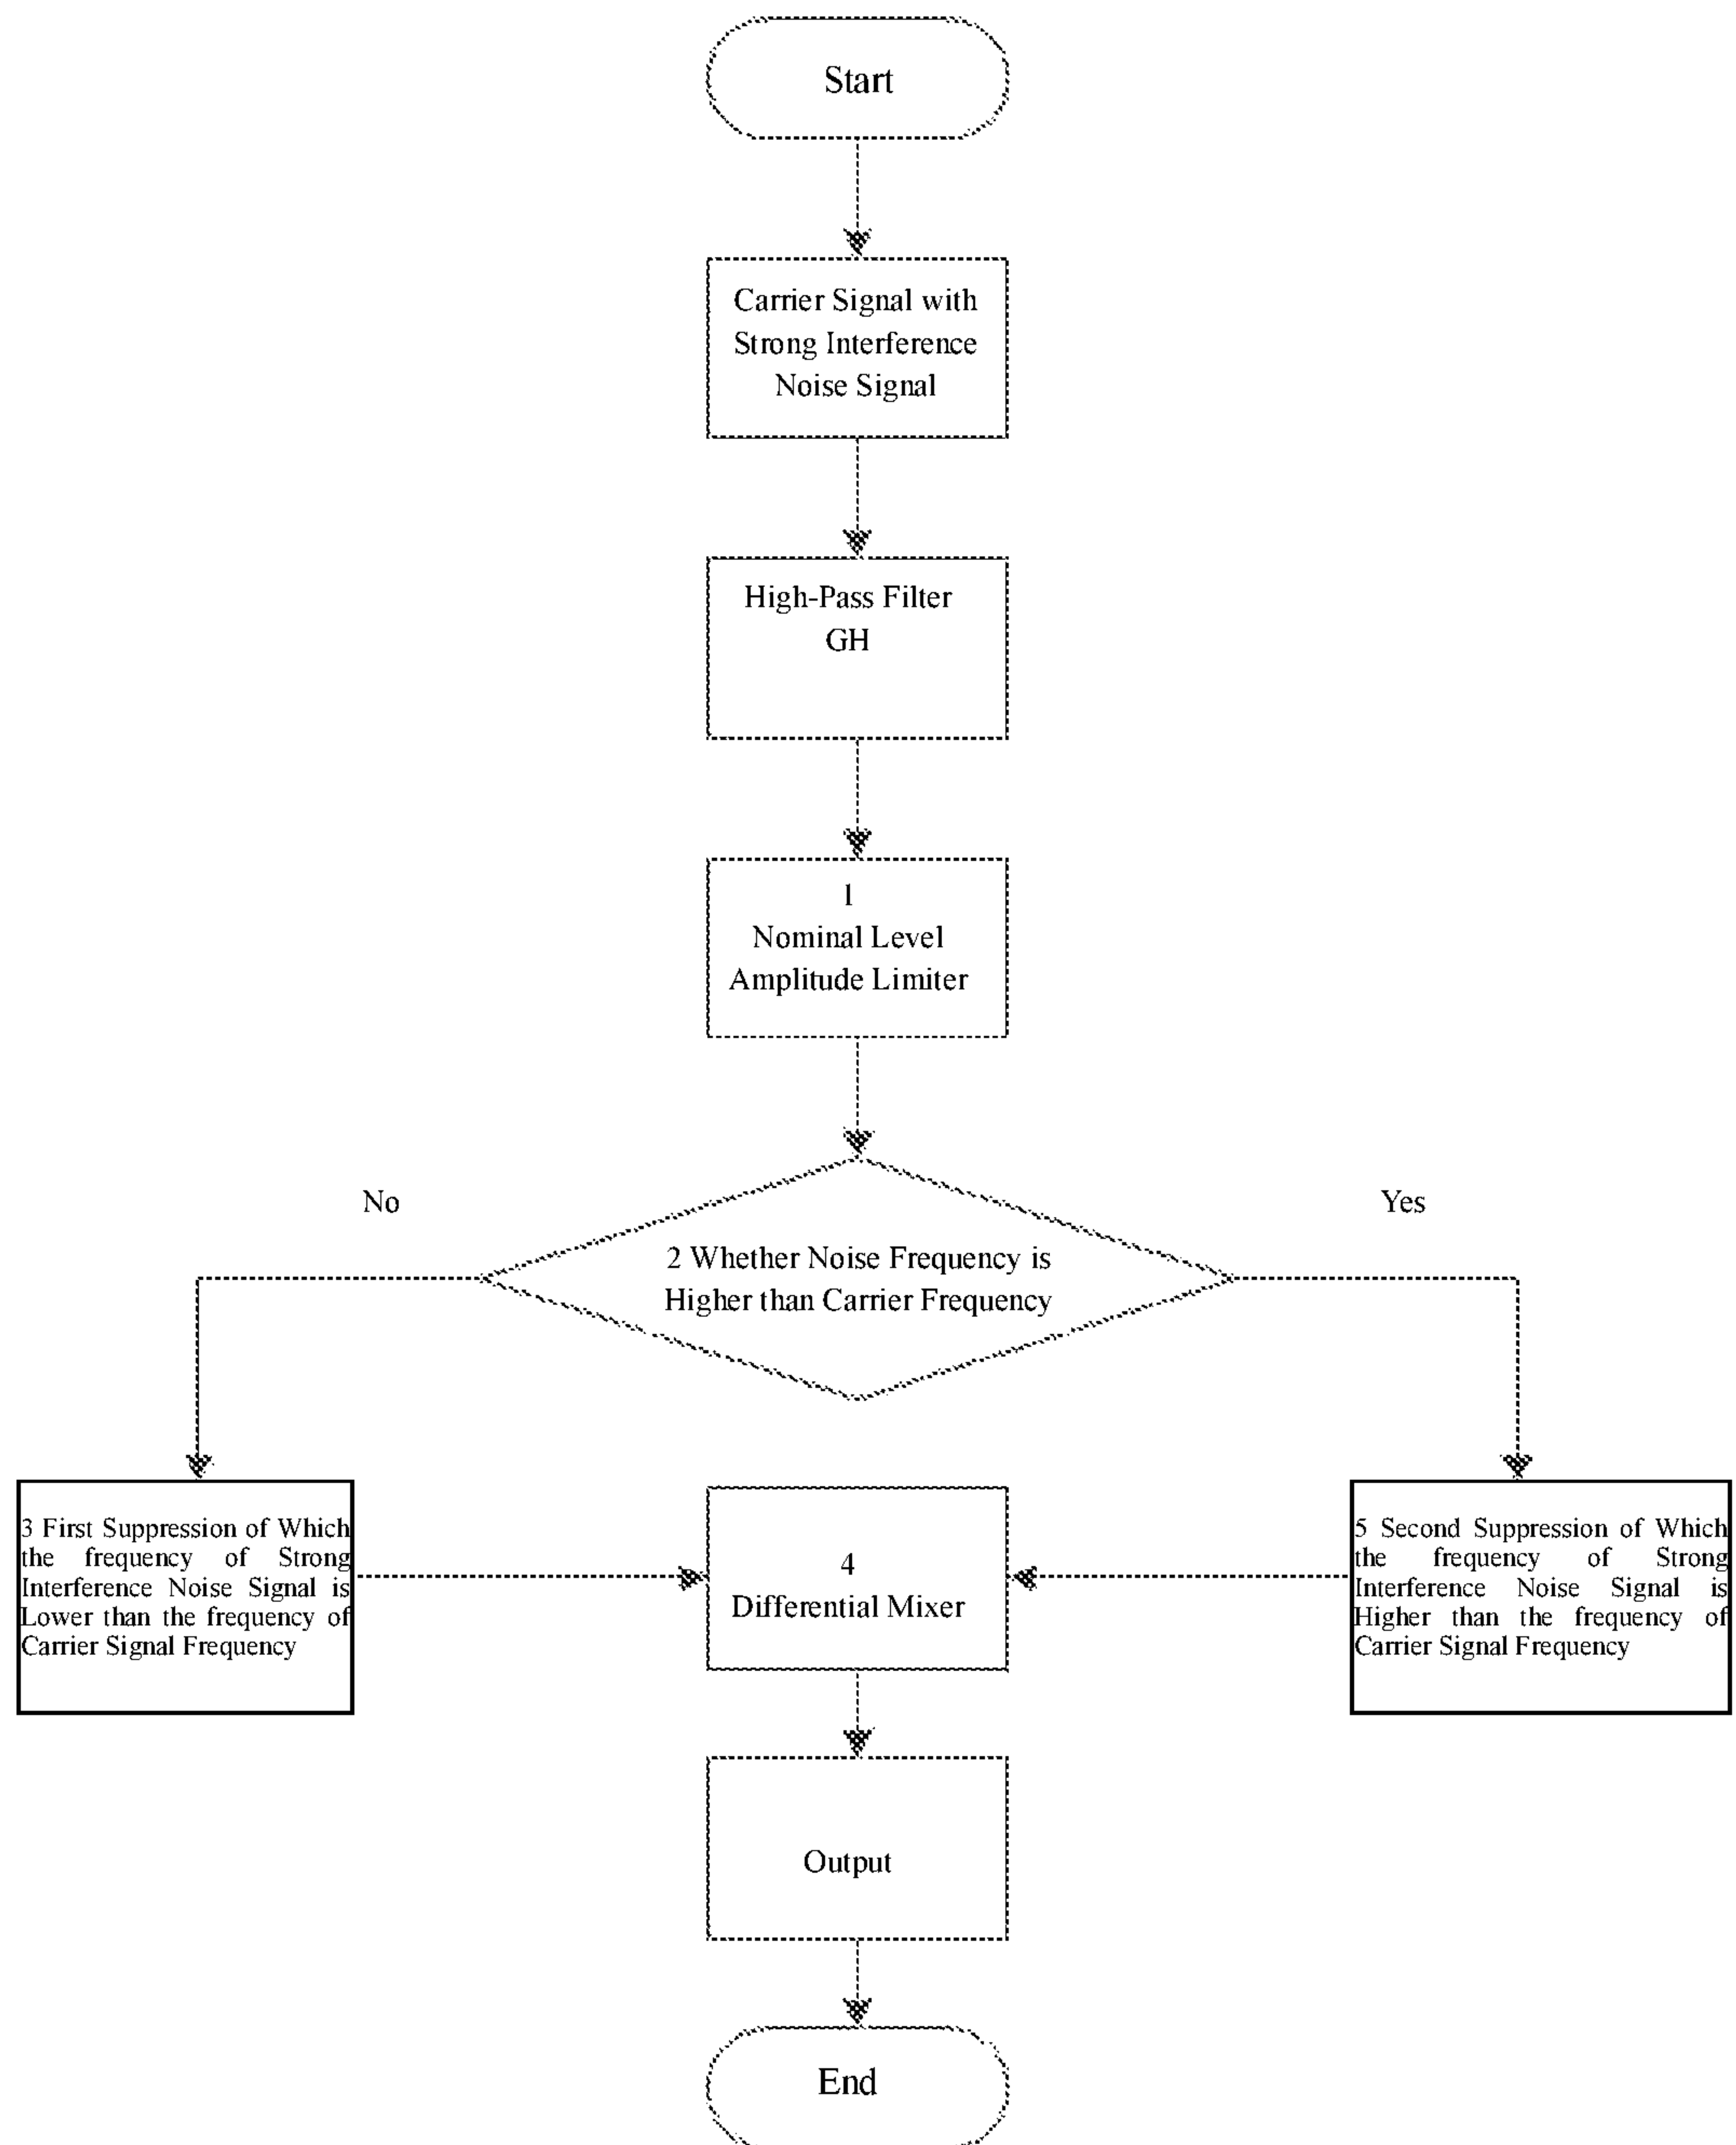 Start
Carrier Signal with
Strong Interference
Noise Signal
High-Pass Filter
GH
1
Nominal Level
Amplitude Limiter
No
Yes
2 Whether Noise Frequency is
Higher than Carrier Frequency
3 First Suppression of Which
the frequency of Strong
Interference Noise Signal is
Lower than the frequency of
Carrier Signal Frequency
4
Differential Mixer
5 Second Suppression of Which
the frequency of Strong
Interference Noise Signal is
Higher than the frequency of
Carrier Signal Frequency
Output
End